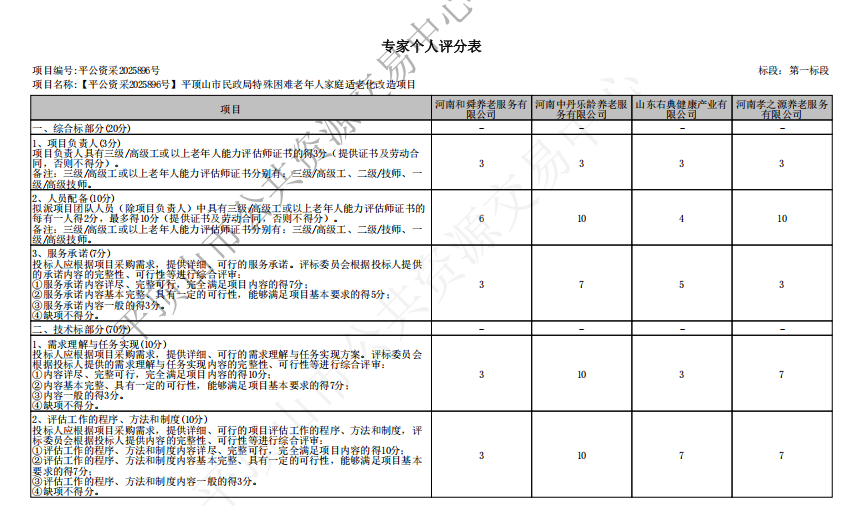 专家个人评分表
项目编号:平公资采2025896号
标段：第一标段
项目名称:【平公资采2025896号】平顶山市民政局特殊困难老年人家庭适老化改造项目
项目
河南和舜养老服务有
限公司
河南中丹乐龄养老服
务有限公司
山东右典健康产业有
限公司
河南孝之源养老服务
有限公司
一、综合标部分(20分)
－ － － －
1、项目负责人(3分)
项目负责人具有三级/高级工或以上老年人能力评估师证书的得3分（提供证书及劳动合
同，否则不得分）。
备注：三级/高级工或以上老年人能力评估师证书分别有：三级/高级工、二级/技师、一
级/高级技师。
3 3 3 3
2、人员配备(10分)
拟派项目团队人员（除项目负责人）中具有三级/高级工或以上老年人能力评估师证书的
每有一人得2分，最多得10分（提供证书及劳动合同，否则不得分）。
备注：三级/高级工或以上老年人能力评估师证书分别有：三级/高级工、二级/技师、一
级/高级技师。
6 10 4 10
3、服务承诺(7分)
投标人应根据项目采购需求，提供详细、可行的服务承诺。评标委员会根据投标人提供
的承诺内容的完整性、可行性等进行综合评审：
①服务承诺内容详尽、完整可行，完全满足项目内容的得7分；
②服务承诺内容基本完整、具有一定的可行性，能够满足项目基本要求的得5分；
③服务承诺内容一般的得3分。
④缺项不得分。
3 7 5 3
二、技术标部分(70分)
－ － － －
1、需求理解与任务实现(10分)
投标人应根据项目采购需求，提供详细、可行的需求理解与任务实现方案。评标委员会
根据投标人提供的需求理解与任务实现内容的完整性、可行性等进行综合评审：
①内容详尽、完整可行，完全满足项目内容的得10分；
②内容基本完整、具有一定的可行性，能够满足项目基本要求的得7分；
③内容一般的得3分。
④缺项不得分。
3 10 3 7
2、评估工作的程序、方法和制度(10分)
投标人应根据项目采购需求，提供详细、可行的项目评估工作的程序、方法和制度，评
标委员会根据投标人提供内容的完整性、可行性等进行综合评审：
①评估工作的程序、方法和制度内容详尽、完整可行，完全满足项目内容的得10分；
②评估工作的程序、方法和制度内容基本完整、具有一定的可行性，能够满足项目基本
要求的得7分；
③评估工作的程序、方法和制度内容一般的得3分。
④缺项不得分。
3 10 7 7
平顶山市公共资源交易中心
平顶山市公共资源交易中心